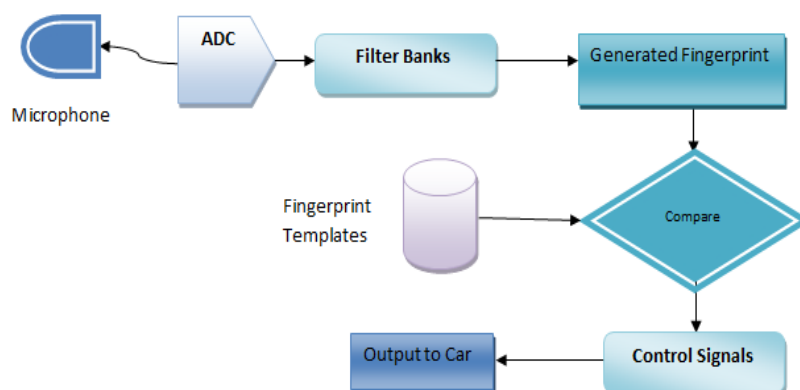 ADC
Filter Banks
Generated Fingerprint
Microphone
Fingerprint
Templates
Compare
Output to Car
Control Signals